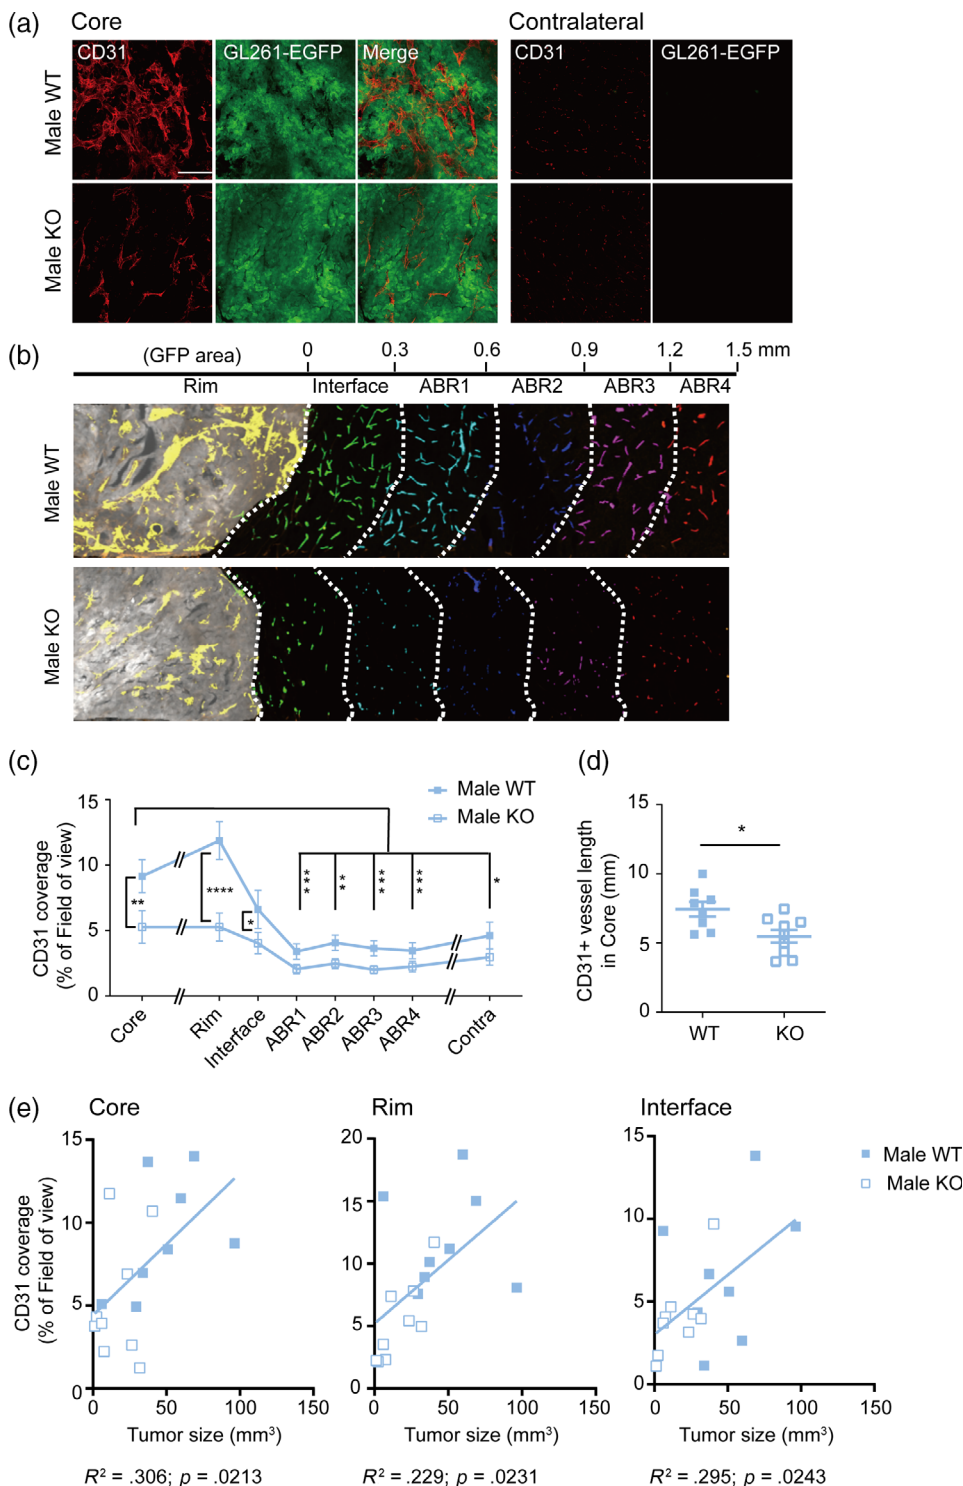 (a) Core Contralateral
CD31 GL261-EGFP Merge CD31 GL261-EGFP
Male WT
Male KO
(b) (GFP area) 0 0.3 0.6 0.9 1.2 1.5 mm
Rim Interface ABR1 ABR2 ABR3 ABR4
Male WT
Male KO
(c)
Male WT
Male KO
CD31 coverage
(% of Field of view)
15
10
5
0
** **** * *** ** *** *** *
Core Rim Interface ABR1 ABR2 ABR3 ABR4 Contra
(d)
CD31+ vessel length
in Core (mm)
15
10
5
0
*
WT KO
(e) Core Rim Interface
Male WT
Male KO
CD31 coverage
(% of Field of view)
15
10
5
0
0 50 100 150
Tumor size (mm³)
R² = .306; p = .0213
20
15
10
5
0
0 50 100 150
Tumor size (mm³)
R² = .229; p = .0231
15
10
5
0
0 50 100 150
Tumor size (mm³)
R² = .295; p = .0243